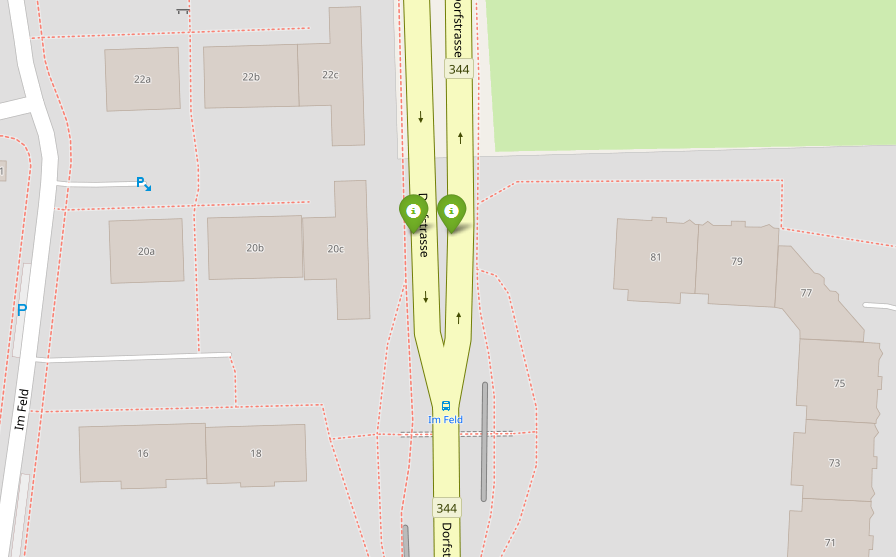 Dorfstrasse
344
22a
22b
22c
1
P
Dorfstrasse
20a
20b
20c
81
79
77
P
75
Im Feld
Im Feld
16
18
73
344
Dorfst
71